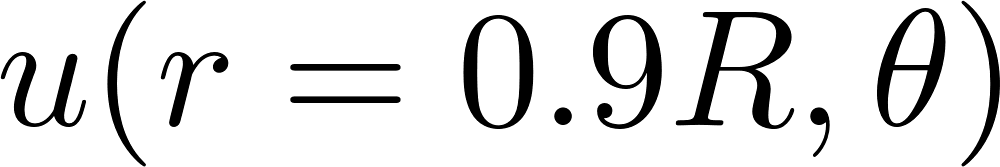 u(r = 0.9R, θ)